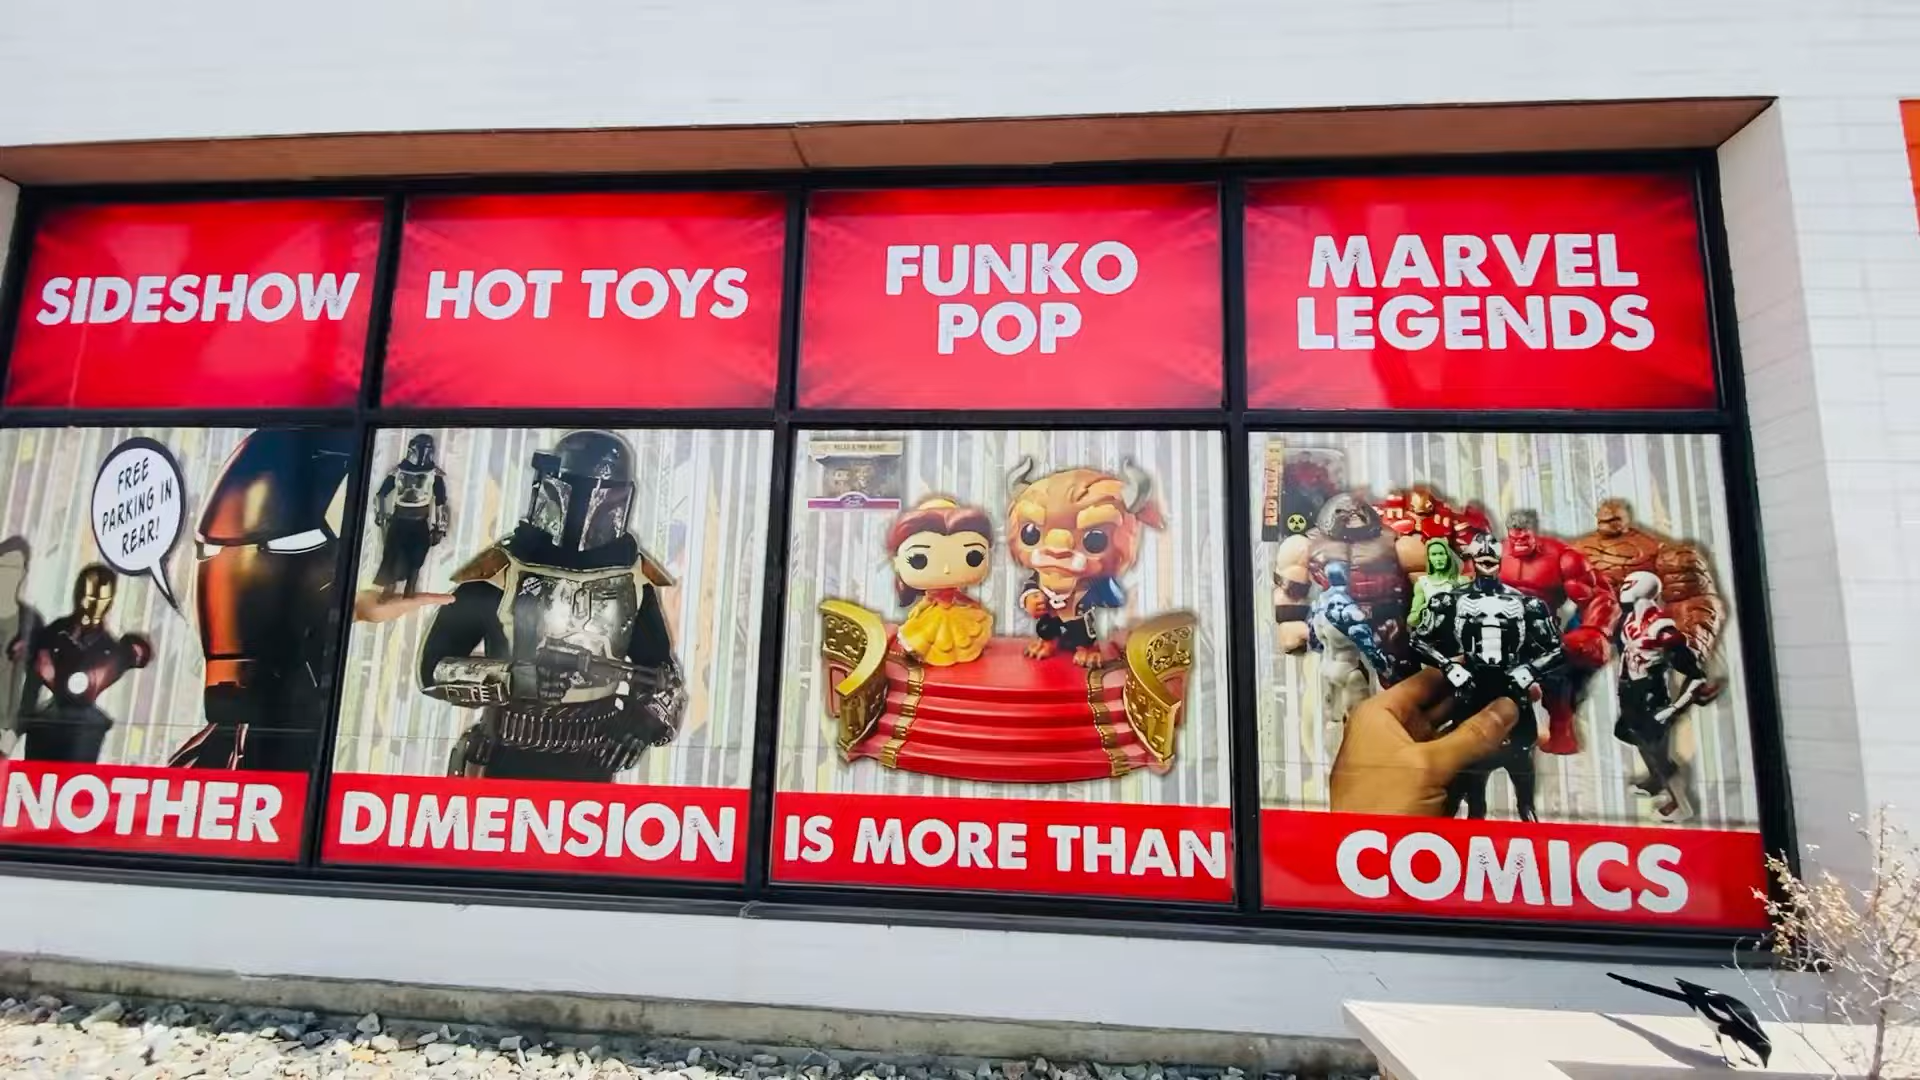 SIDESHOW
HOT TOYS
FUNKO
POP
MARVEL
LEGENDS
FREE
PARKING IN
REAR!
NOTHER
DIMENSION
IS MORE THAN
COMICS